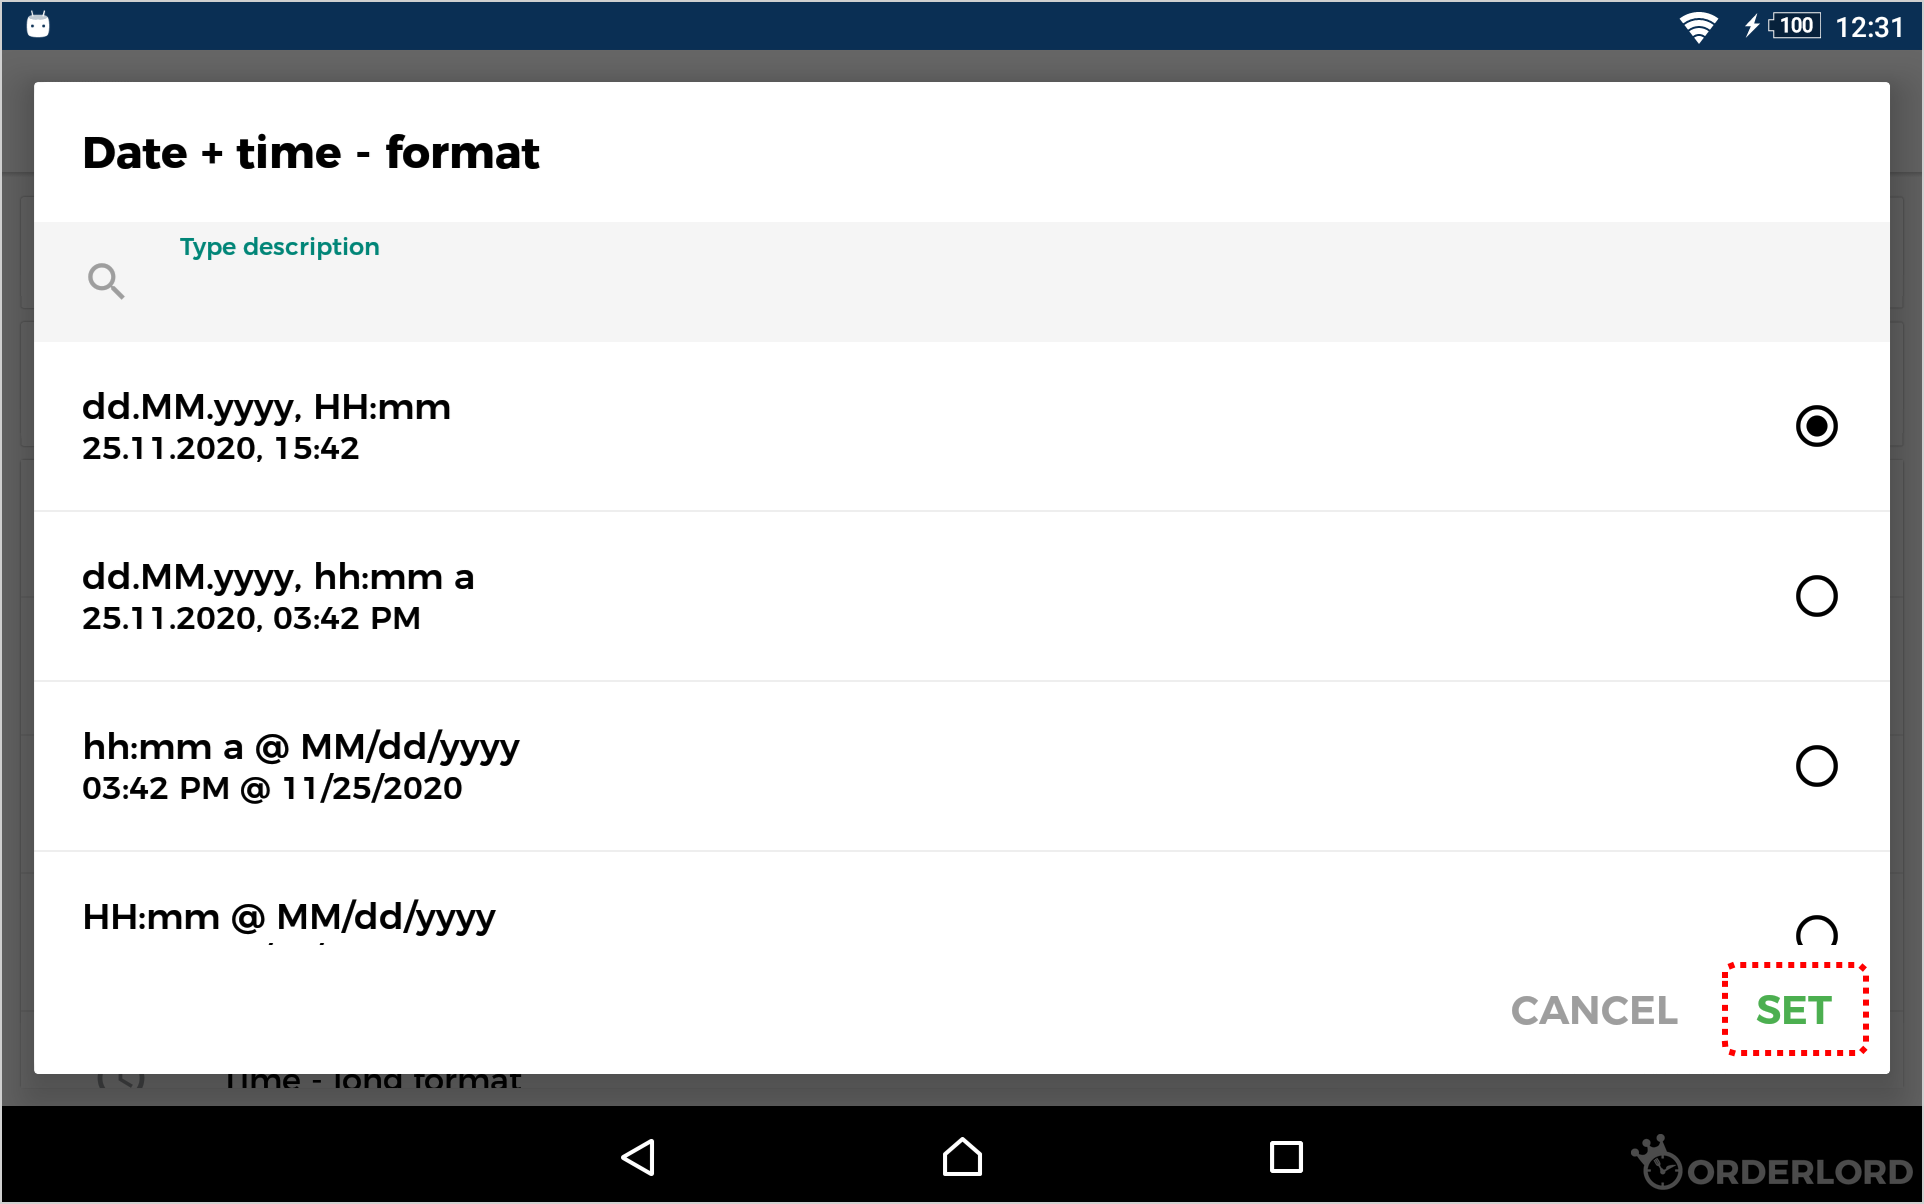 100 12:31
Date + time - format
Type description
dd.MM.yyyy, HH:mm
25.11.2020, 15:42
dd.MM.yyyy, hh:mm a
25.11.2020, 03:42 PM
hh:mm a @ MM/dd/yyyy
03:42 PM @ 11/25/2020
HH:mm @ MM/dd/yyyy
CANCEL SET
Time - long format
ORDERLORD